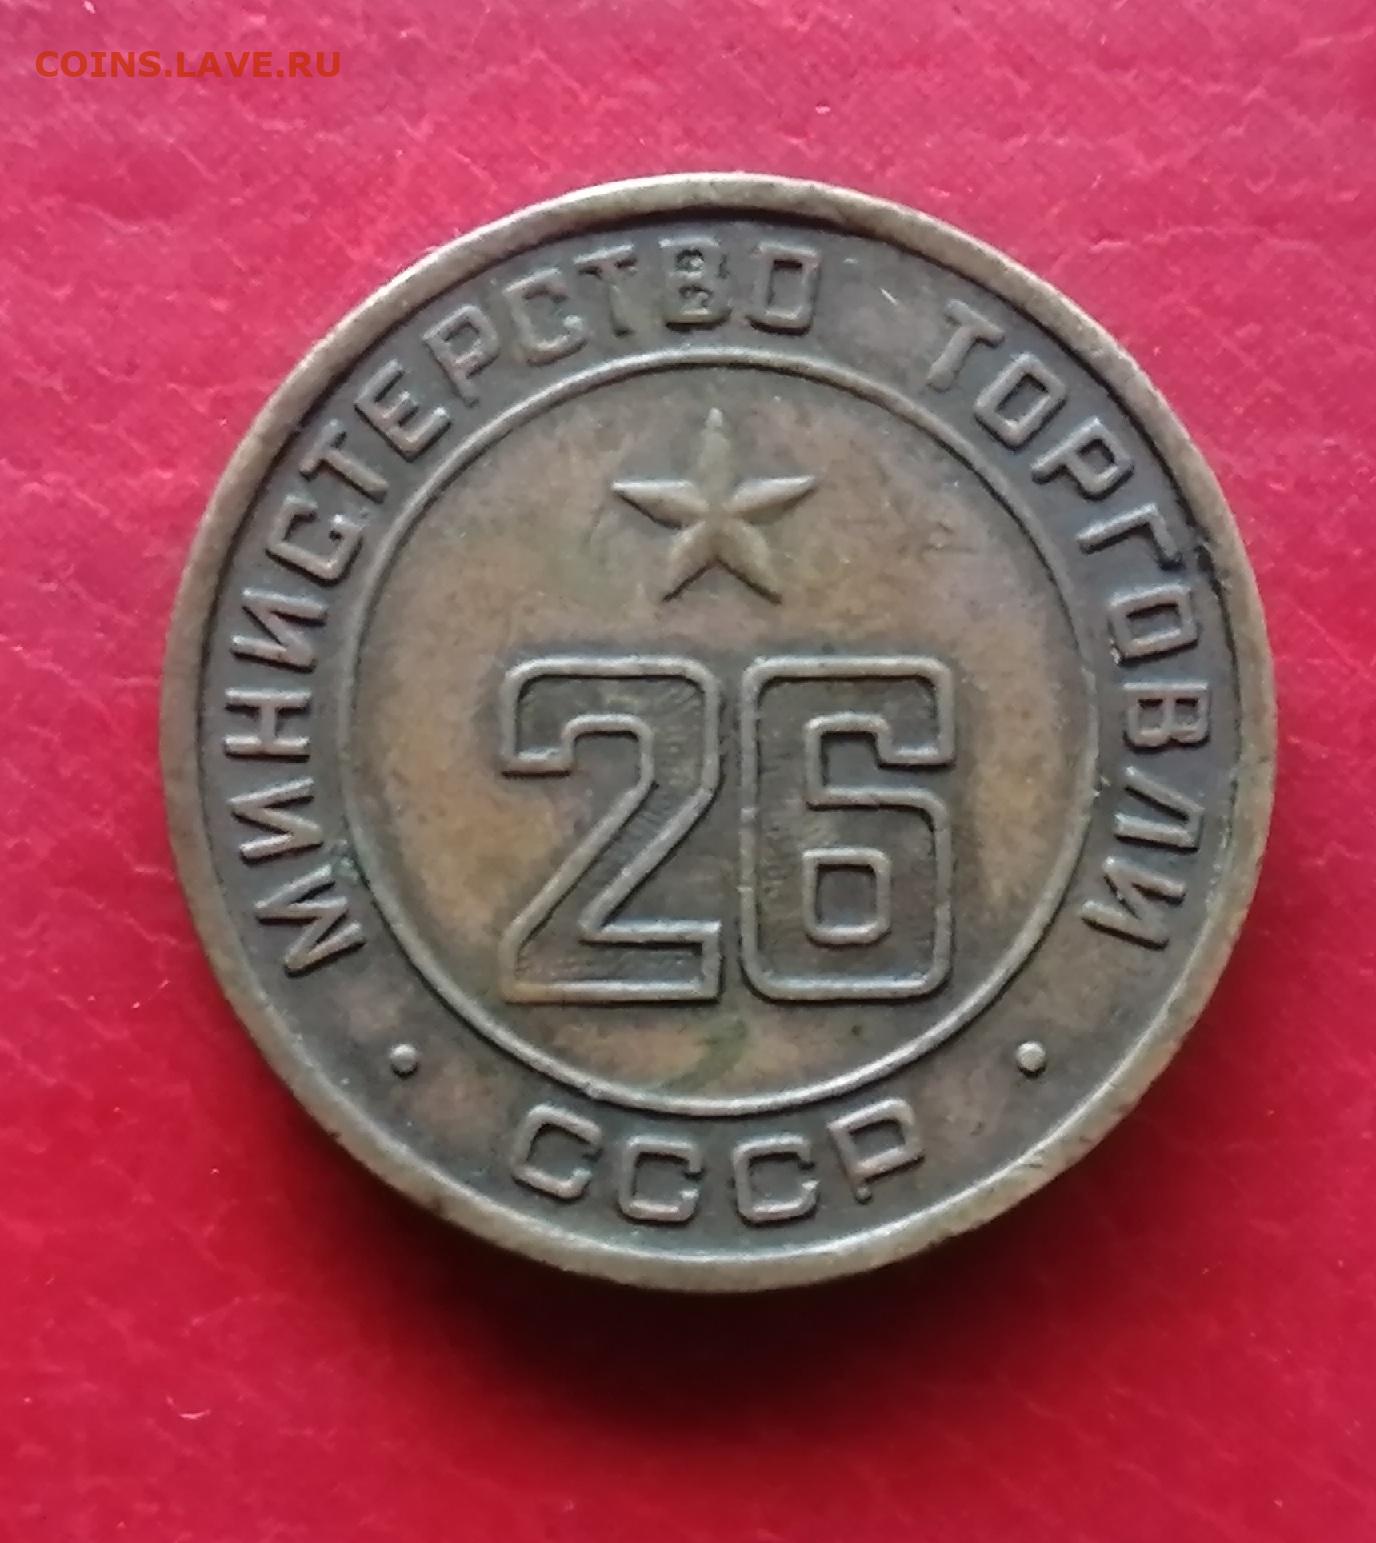 COINS.LAVE.RU
МИНИСТЕРСТВО ТОРГОВЛИ
26
· СССР ·